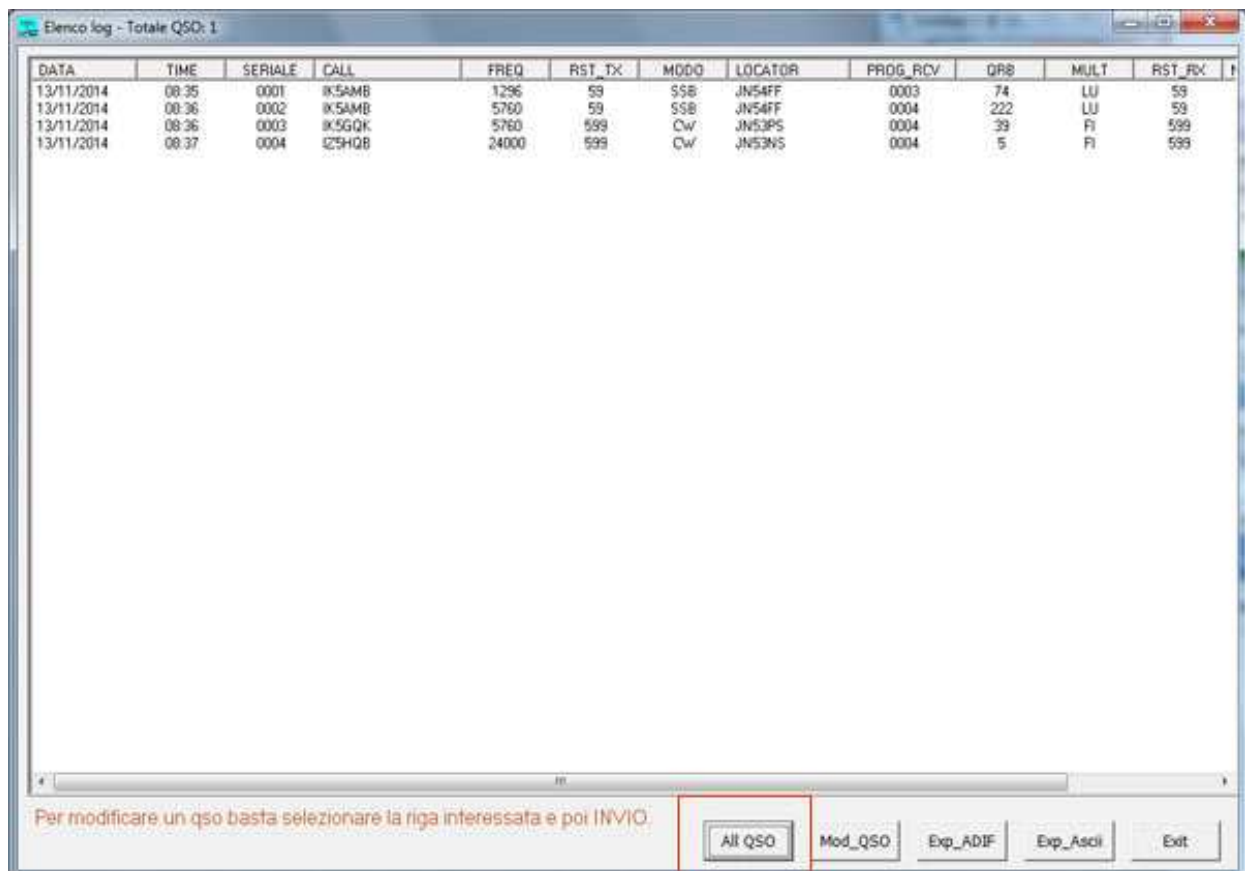 Elenco log - Totale QSO: 1
DATA TIME SERIALE CALL FREQ RST_TX MODO LOCATOR PROG_RCV QRB MULT RST_RX
13/11/2014 08:35 0001 IK5AMB 1296 59 SSB JN54FF 0003 74 LU 59
13/11/2014 08:36 0002 IK5AMB 5760 59 SSB JN54FF 0004 222 LU 59
13/11/2014 08:36 0003 IK5GQK 5760 599 CW JN53PS 0004 39 FI 599
13/11/2014 08:37 0004 IZ5HQB 24000 599 CW JN53NS 0004 5 FI 599
Per modificare un qso basta selezionare la riga interessata e poi INVIO.
All QSO Mod_QSO Exp_ADIF Exp_Ascii Exit